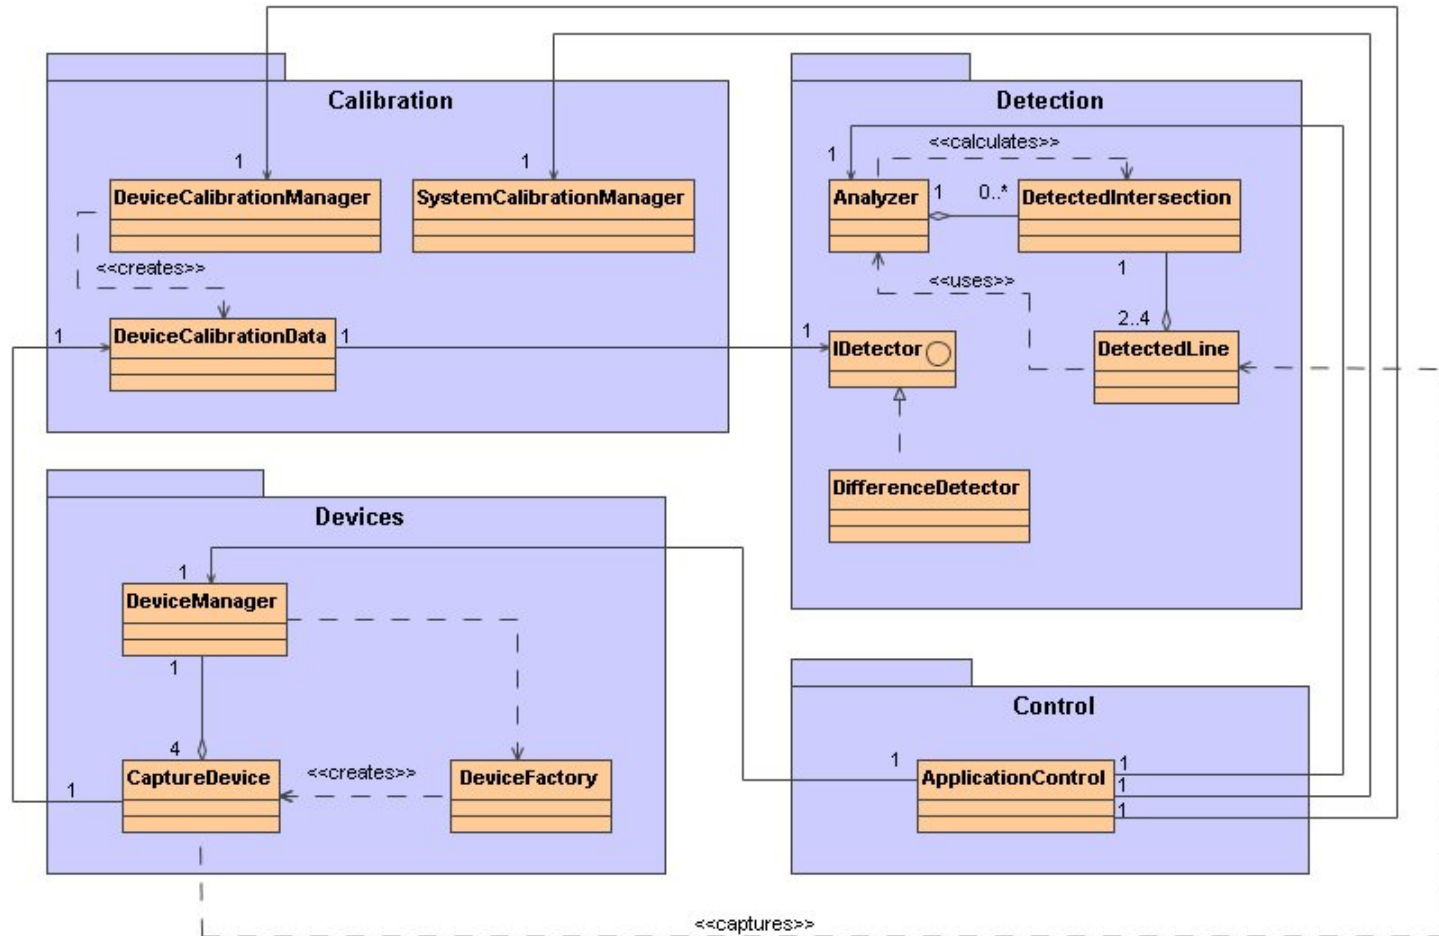 Calibration
Detection
1
1
1
<<calculates>>
DeviceCalibrationManager
SystemCalibrationManager
Analyzer
1
0..*
DetectedIntersection
<<creates>>
1
<<uses>>
1
DeviceCalibrationData
1
1
2..4
IDetector
DetectedLine
DifferenceDetector
Devices
1
DeviceManager
1
Control
4
CaptureDevice
<<creates>>
DeviceFactory
1
1
ApplicationControl
1
1
1
<<captures>>